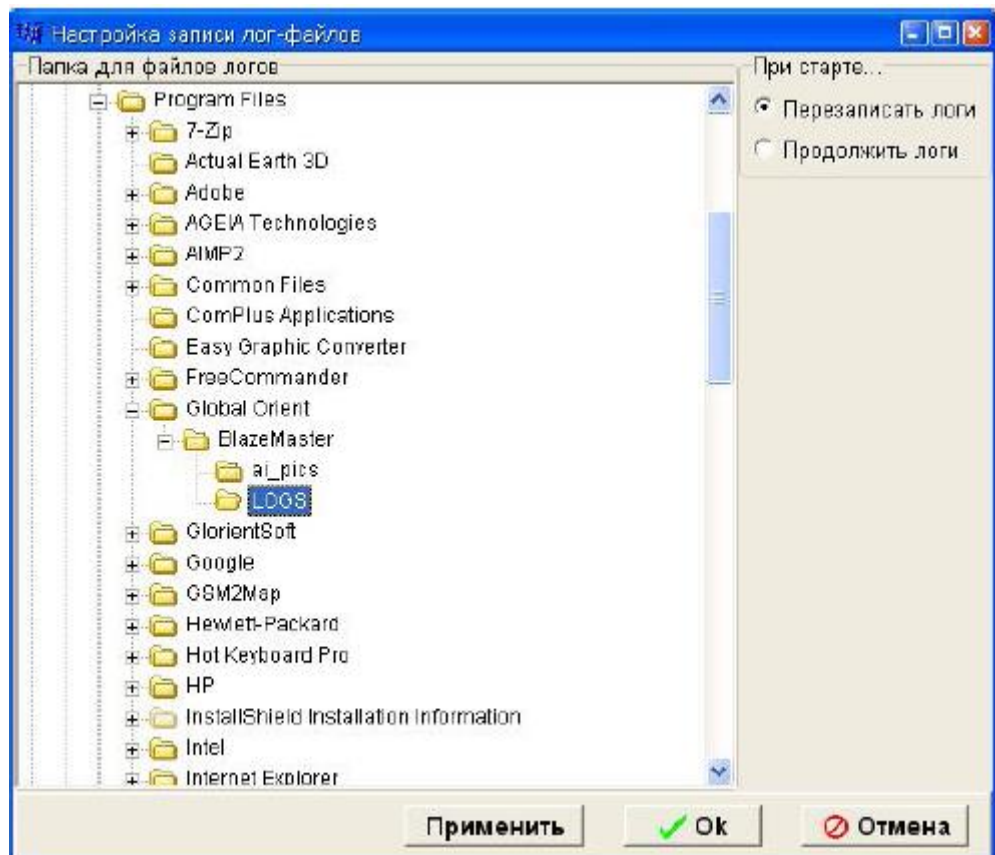 Настройка записи лог-файлов
Папка для файлов логов
При старте...
Program Files
Перезаписать логи
7-Zip
Продолжить логи
Actual Earth 3D
Adobe
AGEIA Technologies
AIMP2
Common Files
ComPlus Applications
Easy Graphic Converter
FreeCommander
Global Orient
BlazeMaster
ai_pics
LOGS
GlorientSoft
Google
GSM2Map
Hewlett-Packard
Hot Keyboard Pro
HP
InstallShield Installation Information
Intel
Internet Explorer
Применить
Ok
Отмена